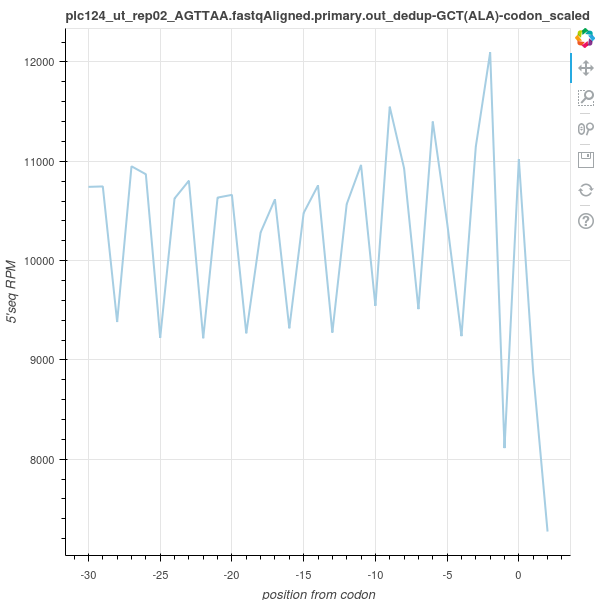 plc124_ut_rep02_AGTTAA.fastqAligned.primary.out_dedup-GCT(ALA)-codon_scaled
12000
11000
10000
9000
8000
5'seq RPM
-30 -25 -20 -15 -10 -5 0
position from codon